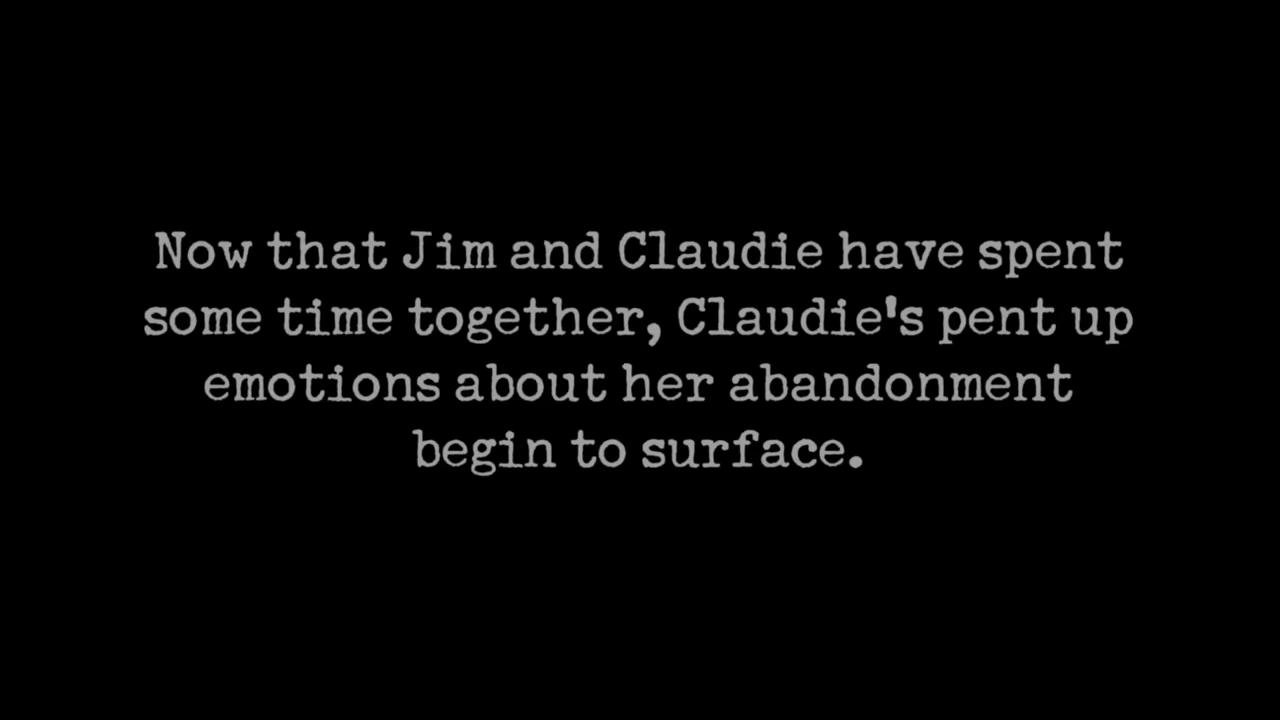 Now that Jim and Claudie have spent
some time together, Claudie's pent up
emotions about her abandonment
begin to surface.